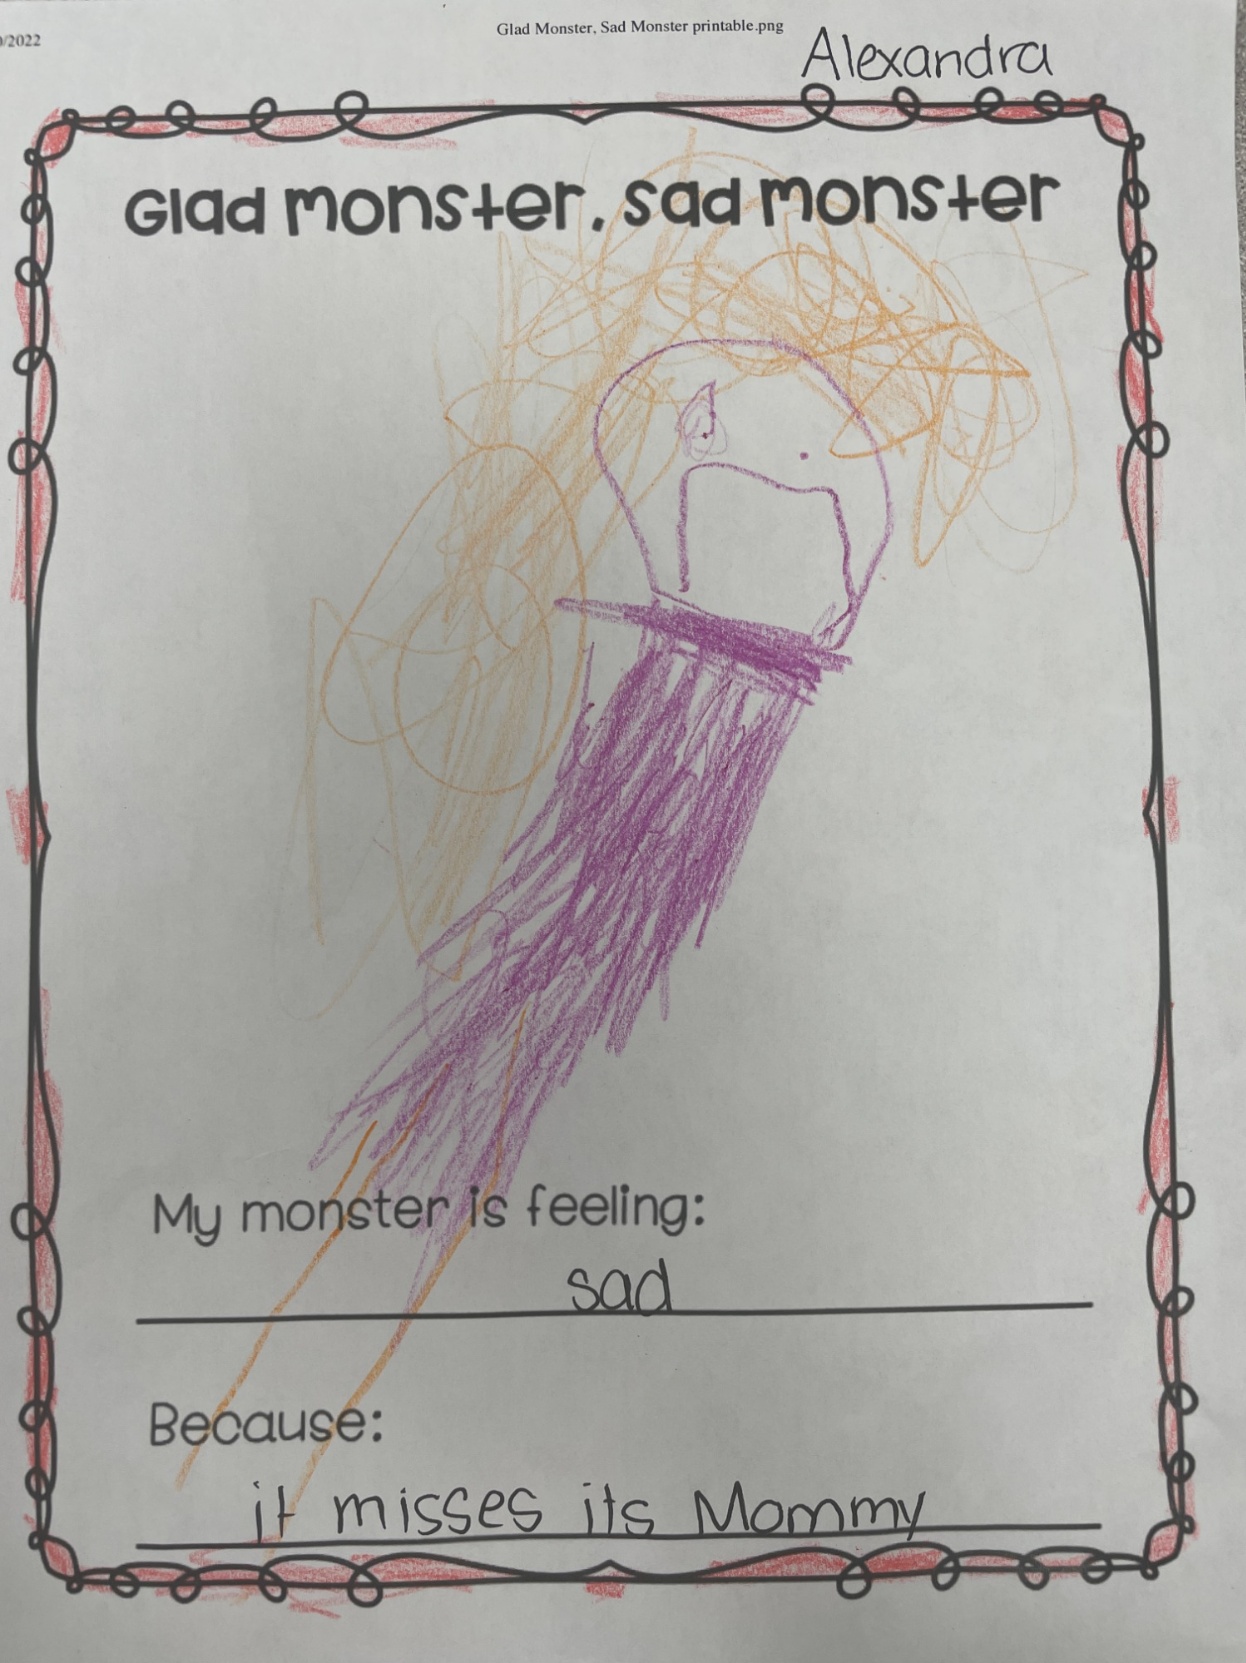 Glad Monster, Sad Monster printable.png
/2022
Alexandra
Glad monster, sad monster
My monster is feeling:
sad
Because:
it misses its Mommy